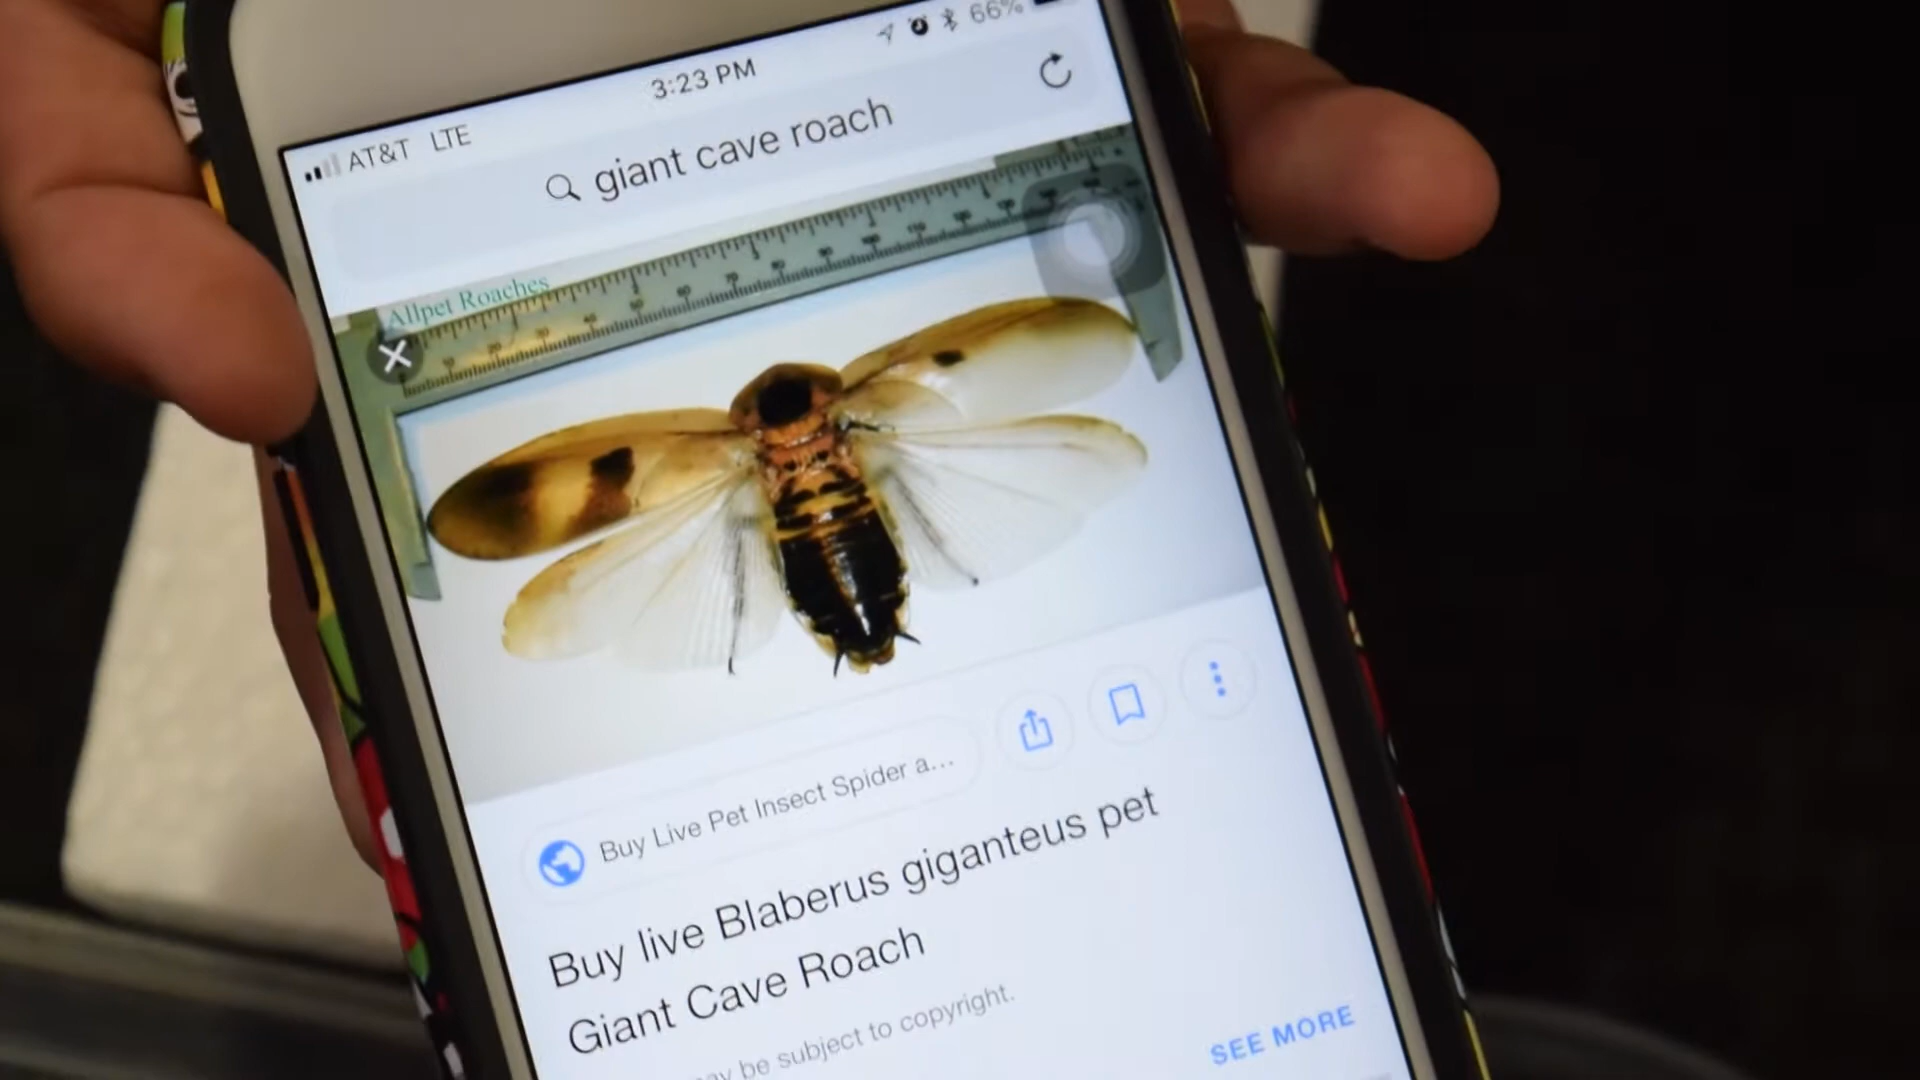 3:23 PM
66%
AT&T LTE
giant cave roach
Allpet Roaches
Buy Live Pet Insect Spider a...
Buy live Blaberus giganteus pet
Giant Cave Roach
may be subject to copyright.
SEE MORE